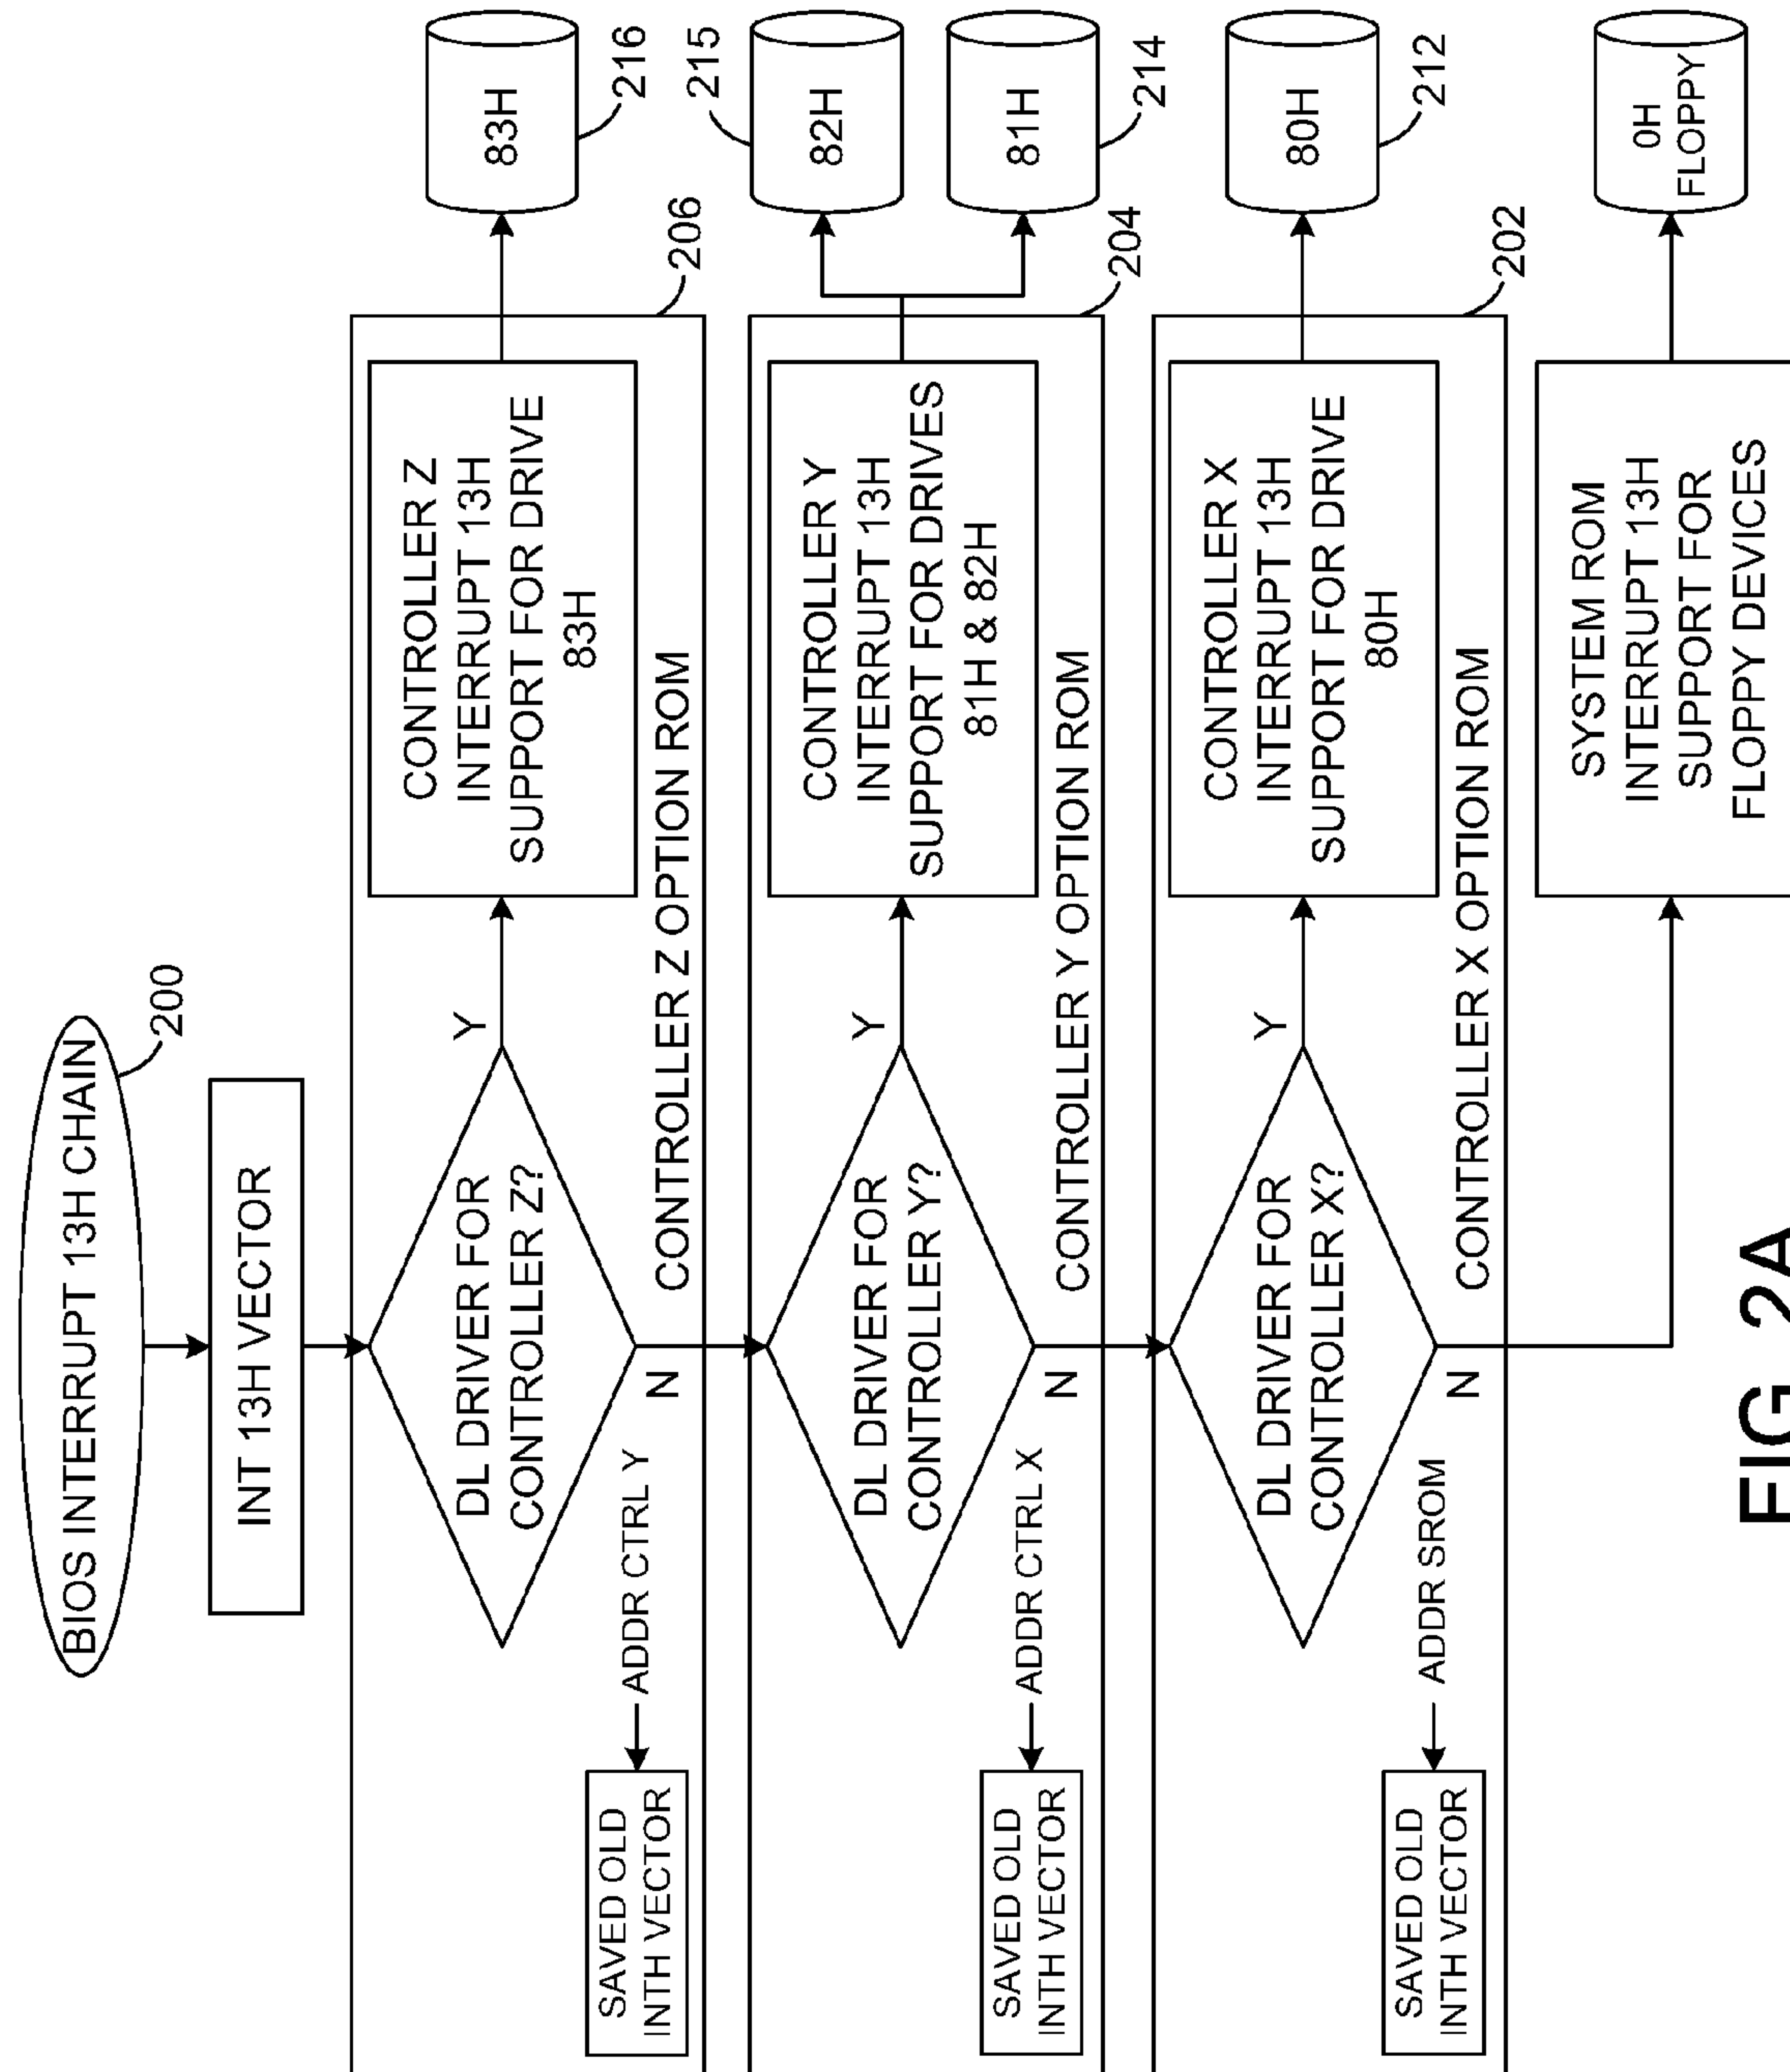 BIOS INTERRUPT 13H CHAIN
200
INT 13H VECTOR
DL DRIVER FOR
CONTROLLER Z?
Y
N
CONTROLLER Z
INTERRUPT 13H
SUPPORT FOR DRIVE
83H
83H
216
SAVED OLD
INTH VECTOR
ADDR CTRL Y
CONTROLLER Z OPTION ROM
206
DL DRIVER FOR
CONTROLLER Y?
Y
N
CONTROLLER Y
INTERRUPT 13H
SUPPORT FOR DRIVES
81H & 82H
215
82H
81H
214
SAVED OLD
INTH VECTOR
ADDR CTRL X
CONTROLLER Y OPTION ROM
204
DL DRIVER FOR
CONTROLLER X?
Y
N
CONTROLLER X
INTERRUPT 13H
SUPPORT FOR DRIVE
80H
80H
212
SAVED OLD
INTH VECTOR
ADDR SROM
CONTROLLER X OPTION ROM
202
SYSTEM ROM
INTERRUPT 13H
SUPPORT FOR
FLOPPY DEVICES
0H
FLOPPY
FIG. 2A